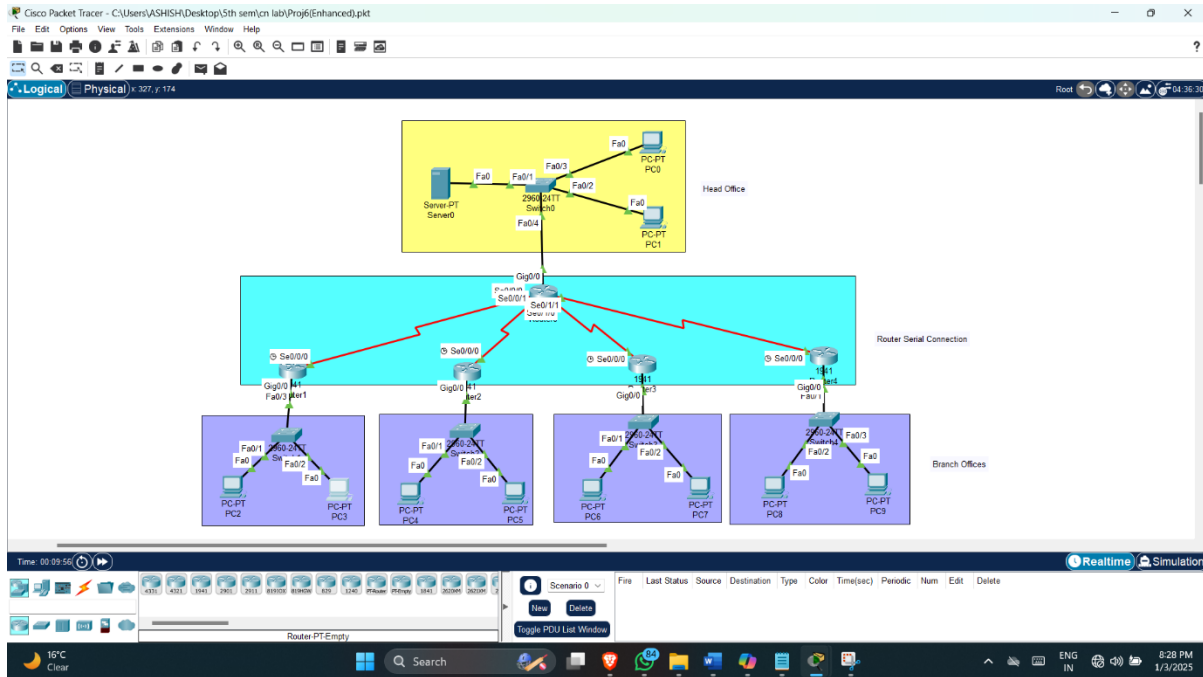 Cisco Packet Tracer - C:\Users\ASHISH\Desktop\5th sem\cn lab\Proj6(Enhanced).pkt
File Edit Options View Tools Extensions Window Help
Logical Physical x: 327, y: 174
Root 04:36:30
Fa0
PC-PT
PC0
Fa0/3
Fa0 Fa0/1
Fa0/2
Server-PT
Server0
2960-24TT
Switch0
Fa0
Fa0/4
PC-PT
PC1
Head Office
Gig0/0
Se0/0/1 Se0/1/1
Router Serial Connection
Se0/0/0
Se0/0/0
Se0/0/0
Se0/0/0
1941
1941
Gig0/0 41
Gig0/0 41
Gig0/0
Gig0/0
Fa0/3
Fa0/1
Fa0/1
Fa0/1
Fa0/3
Fa0 Fa0/2 Fa0
Fa0 Fa0/2 Fa0
Fa0 Fa0/2 Fa0
Fa0 Fa0/2 Fa0
Branch Offices
PC-PT
PC2
PC-PT
PC3
PC-PT
PC4
PC-PT
PC5
PC-PT
PC6
PC-PT
PC7
PC-PT
PC8
PC-PT
PC9
Time: 00:09:56
Realtime Simulation
4331 4321 1941 2901 2911 819IOX 819HGW 829 1240 PT-Router PT-Empty 1841 2620XM 2621XM
Router-PT-Empty
Scenario 0
New Delete
Toggle PDU List Window
Fire Last Status Source Destination Type Color Time(sec) Periodic Num Edit Delete
16°C
Clear
Search
84
ENG
IN
8:28 PM
1/3/2025